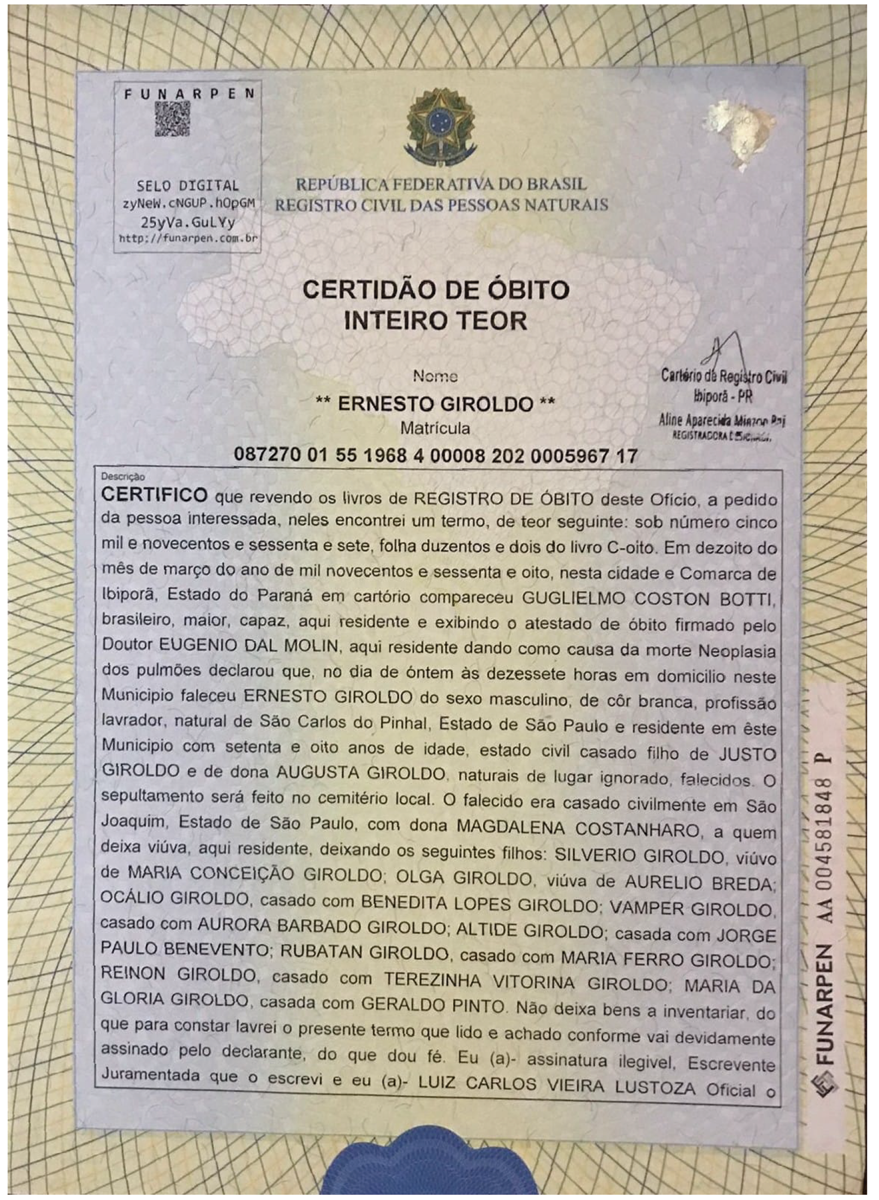 FUNARPEN
SELO DIGITAL
zyNeW.cNGUP.hOpGM
25yVa.GuLYy
http://funarpen.com.br
REPÚBLICA FEDERATIVA DO BRASIL
REGISTRO CIVIL DAS PESSOAS NATURAIS
CERTIDÃO DE ÓBITO
INTEIRO TEOR
Cartório de Registro Civil
Ibiporã - PR
Aline Aparecida
REGISTRADORA
Nome
** ERNESTO GIROLDO **
Matrícula
087270 01 55 1968 4 00008 202 0005967 17
Descrição
CERTIFICO que revendo os livros de REGISTRO DE ÓBITO deste Ofício, a pedido
da pessoa interessada, neles encontrei um termo, de teor seguinte: sob número cinco
mil e novecentos e sessenta e sete, folha duzentos e dois do livro C-oito. Em dezoito do
mês de março do ano de mil novecentos e sessenta e oito, nesta cidade e Comarca de
Ibiporã, Estado do Paraná em cartório compareceu GUGLIELMO COSTON BOTTI,
brasileiro, maior, capaz, aqui residente e exibindo o atestado de óbito firmado pelo
Doutor EUGENIO DAL MOLIN, aqui residente dando como causa da morte Neoplasia
dos pulmões declarou que, no dia de óntem às dezessete horas em domicilio neste
Municipio faleceu ERNESTO GIROLDO do sexo masculino, de côr branca, profissão
lavrador, natural de São Carlos do Pinhal, Estado de São Paulo e residente em êste
Municipio com setenta e oito anos de idade, estado civil casado filho de JUSTO
GIROLDO e de dona AUGUSTA GIROLDO, naturais de lugar ignorado, falecidos. O
sepultamento será feito no cemitério local. O falecido era casado civilmente em São
Joaquim, Estado de São Paulo, com dona MAGDALENA COSTANHARO, a quem
deixa viúva, aqui residente, deixando os seguintes filhos: SILVERIO GIROLDO, viúvo
de MARIA CONCEIÇÃO GIROLDO; OLGA GIROLDO, viúva de AURELIO BREDA;
OCÁLIO GIROLDO, casado com BENEDITA LOPES GIROLDO; VAMPER GIROLDO,
casado com AURORA BARBADO GIROLDO; ALTIDE GIROLDO; casada com JORGE
PAULO BENEVENTO; RUBATAN GIROLDO, casado com MARIA FERRO GIROLDO;
REINON GIROLDO, casado com TEREZINHA VITORINA GIROLDO; MARIA DA
GLORIA GIROLDO, casada com GERALDO PINTO. Não deixa bens a inventariar, do
que para constar lavrei o presente termo que lido e achado conforme vai devidamente
assinado pelo declarante, do que dou fé. Eu (a)- assinatura ilegivel, Escrevente
Juramentada que o escrevi e eu (a)- LUIZ CARLOS VIEIRA LUSTOZA Oficial o
FUNARPEN AA 004581848 P